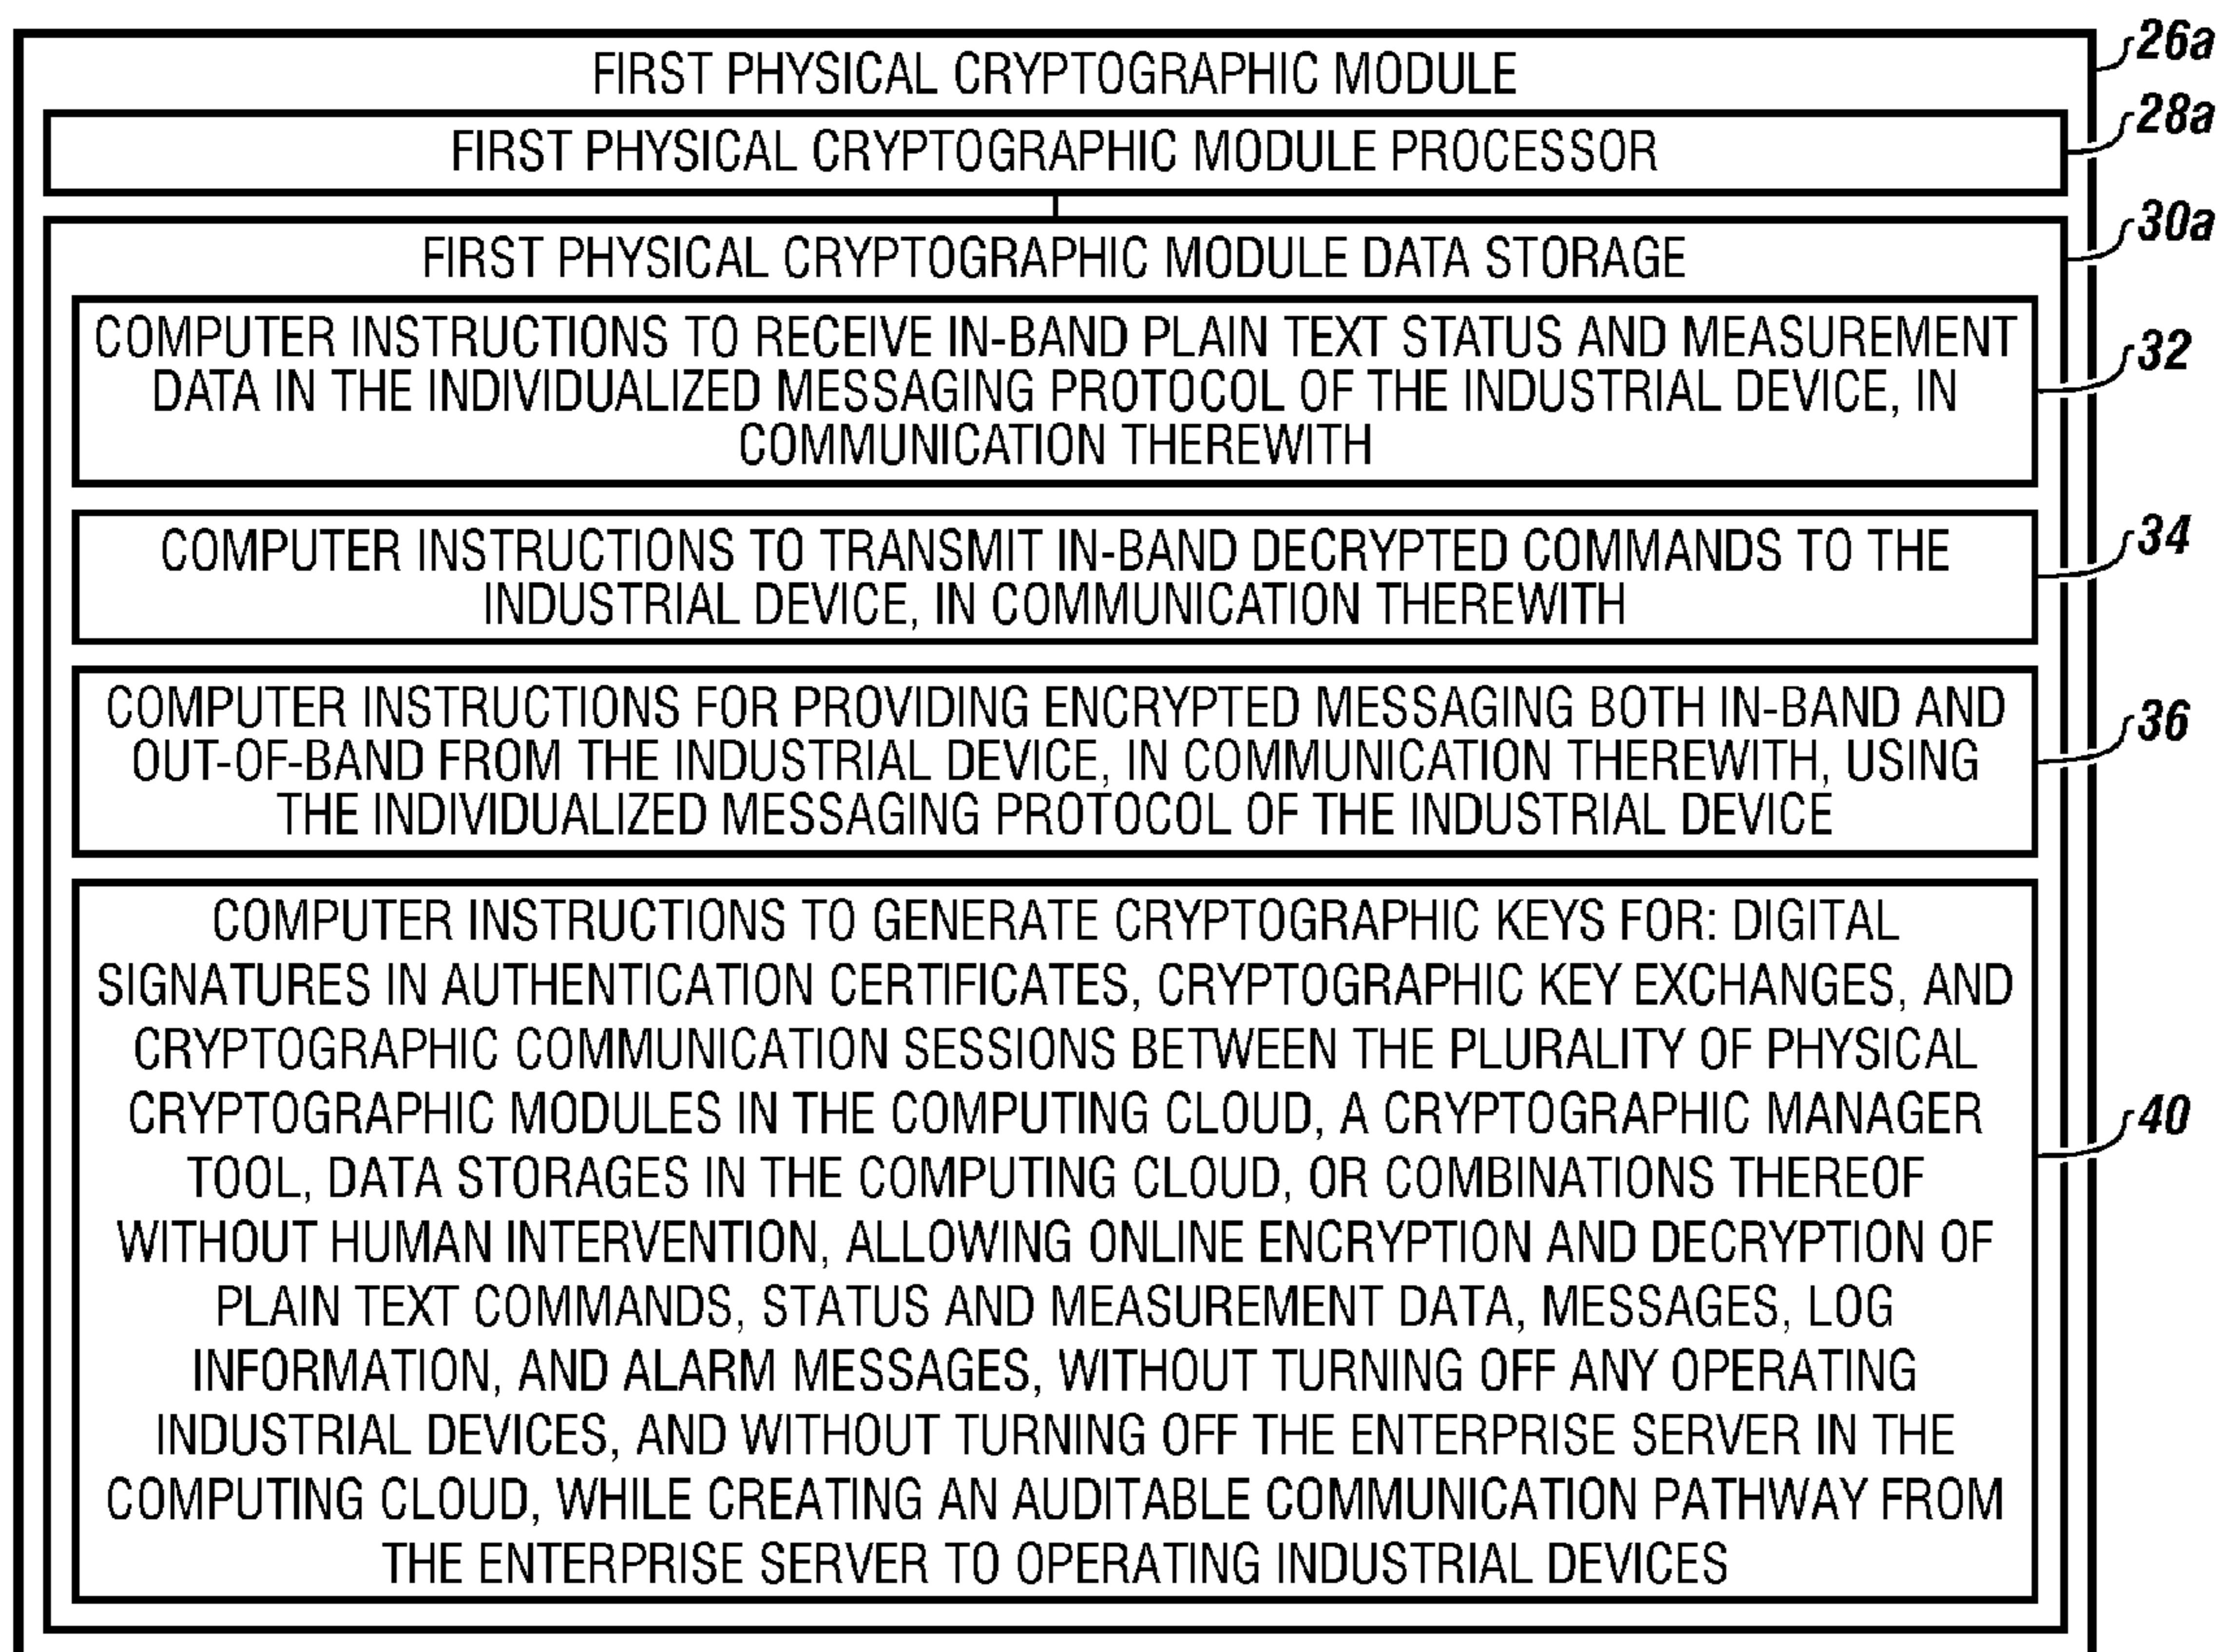 FIRST PHYSICAL CRYPTOGRAPHIC MODULE
26a
FIRST PHYSICAL CRYPTOGRAPHIC MODULE PROCESSOR
28a
FIRST PHYSICAL CRYPTOGRAPHIC MODULE DATA STORAGE
30a
COMPUTER INSTRUCTIONS TO RECEIVE IN-BAND PLAIN TEXT STATUS AND MEASUREMENT
DATA IN THE INDIVIDUALIZED MESSAGING PROTOCOL OF THE INDUSTRIAL DEVICE, IN
COMMUNICATION THEREWITH
32
COMPUTER INSTRUCTIONS TO TRANSMIT IN-BAND DECRYPTED COMMANDS TO THE
INDUSTRIAL DEVICE, IN COMMUNICATION THEREWITH
34
COMPUTER INSTRUCTIONS FOR PROVIDING ENCRYPTED MESSAGING BOTH IN-BAND AND
OUT-OF-BAND FROM THE INDUSTRIAL DEVICE, IN COMMUNICATION THEREWITH, USING
THE INDIVIDUALIZED MESSAGING PROTOCOL OF THE INDUSTRIAL DEVICE
36
COMPUTER INSTRUCTIONS TO GENERATE CRYPTOGRAPHIC KEYS FOR: DIGITAL
SIGNATURES IN AUTHENTICATION CERTIFICATES, CRYPTOGRAPHIC KEY EXCHANGES, AND
CRYPTOGRAPHIC COMMUNICATION SESSIONS BETWEEN THE PLURALITY OF PHYSICAL
CRYPTOGRAPHIC MODULES IN THE COMPUTING CLOUD, A CRYPTOGRAPHIC MANAGER
TOOL, DATA STORAGES IN THE COMPUTING CLOUD, OR COMBINATIONS THEREOF
WITHOUT HUMAN INTERVENTION, ALLOWING ONLINE ENCRYPTION AND DECRYPTION OF
PLAIN TEXT COMMANDS, STATUS AND MEASUREMENT DATA, MESSAGES, LOG
INFORMATION, AND ALARM MESSAGES, WITHOUT TURNING OFF ANY OPERATING
INDUSTRIAL DEVICES, AND WITHOUT TURNING OFF THE ENTERPRISE SERVER IN THE
COMPUTING CLOUD, WHILE CREATING AN AUDITABLE COMMUNICATION PATHWAY FROM
THE ENTERPRISE SERVER TO OPERATING INDUSTRIAL DEVICES
40